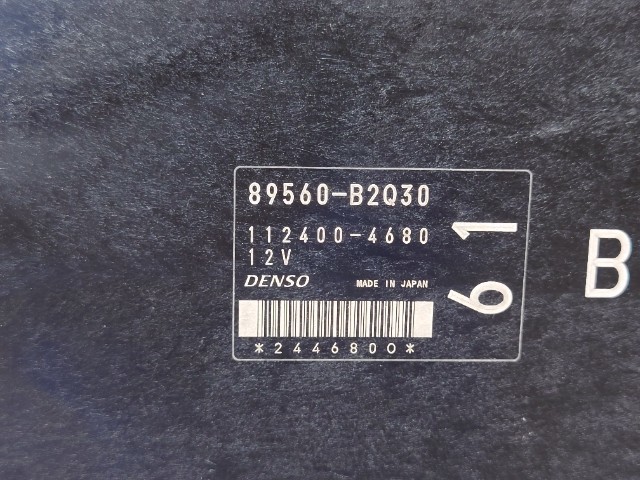 89560-B2Q30
112400-4680
12V
DENSO MADE IN JAPAN
*2446800*
61
B